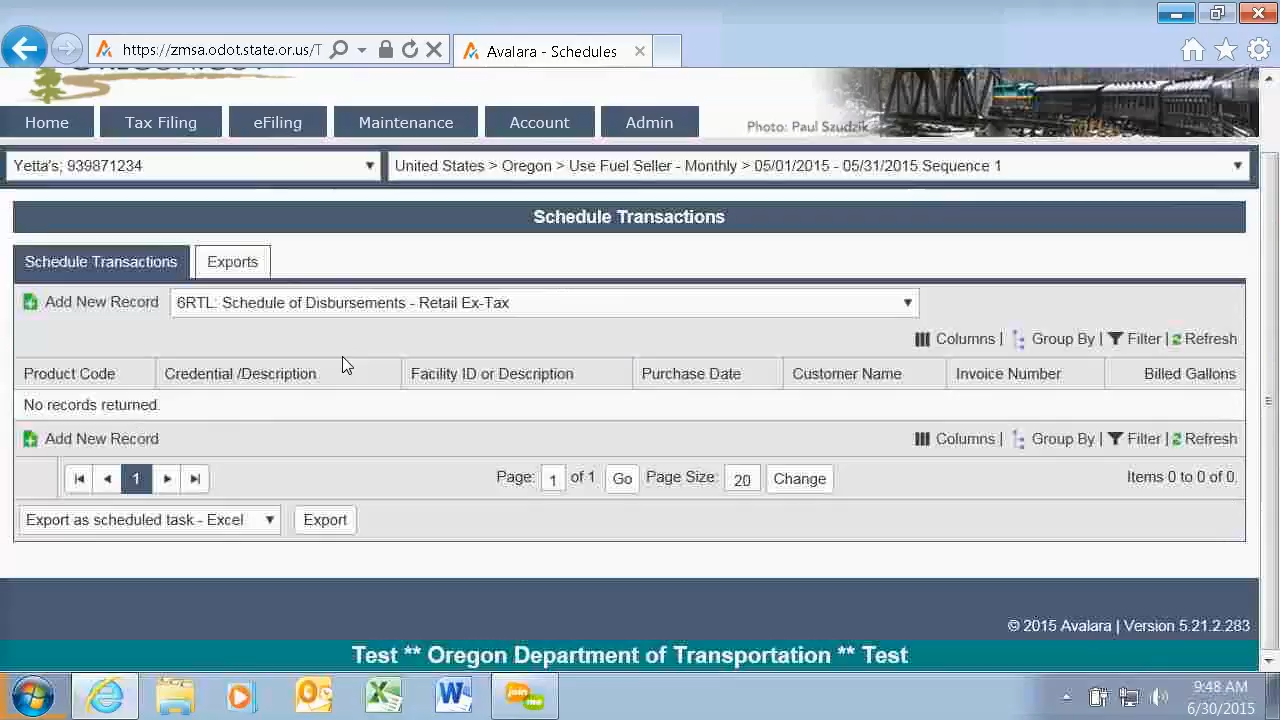 https://zmsa.odot.state.or.us/T
Avalara - Schedules
Home Tax Filing eFiling Maintenance Account Admin
Photo: Paul Szudzik
Yetta's; 939871234
United States > Oregon > Use Fuel Seller - Monthly > 05/01/2015 - 05/31/2015 Sequence 1
Schedule Transactions
Schedule Transactions Exports
Add New Record 6RTL: Schedule of Disbursements - Retail Ex-Tax
Columns | Group By | Filter | Refresh
Product Code Credential /Description Facility ID or Description Purchase Date Customer Name Invoice Number Billed Gallons
No records returned.
Add New Record Columns | Group By | Filter | Refresh
1 Page: 1 of 1 Go Page Size: 20 Change Items 0 to 0 of 0.
Export as scheduled task - Excel Export
© 2015 Avalara | Version 5.21.2.283
Test ** Oregon Department of Transportation ** Test
join me
9:48 AM
6/30/2015